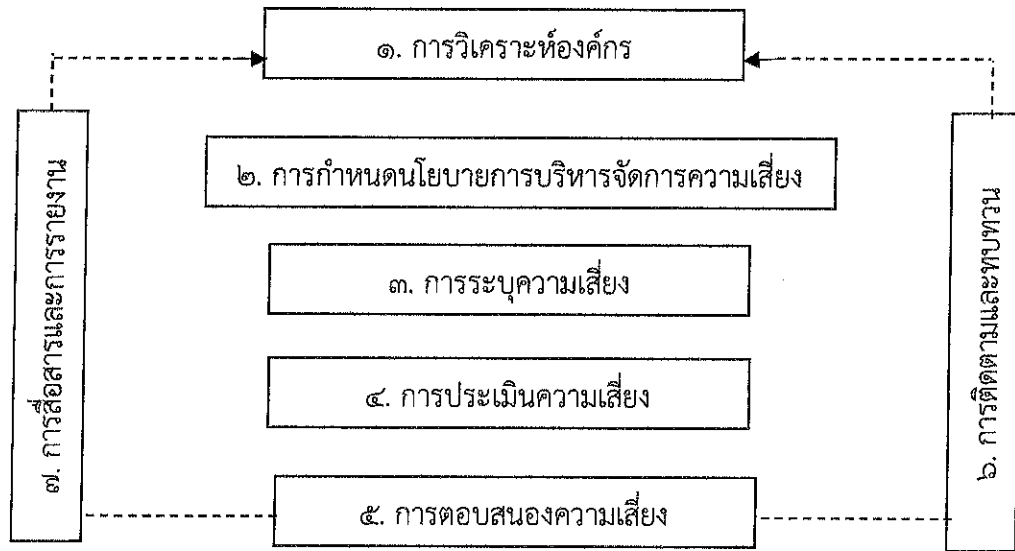 ๑. การวิเคราะห์องค์กร
๒. การกำหนดนโยบายการบริหารจัดการความเสี่ยง
๓. การระบุความเสี่ยง
๔. การประเมินความเสี่ยง
๕. การตอบสนองความเสี่ยง
๖. การติดตามและทบทวน
๗. การสื่อสารและการรายงาน